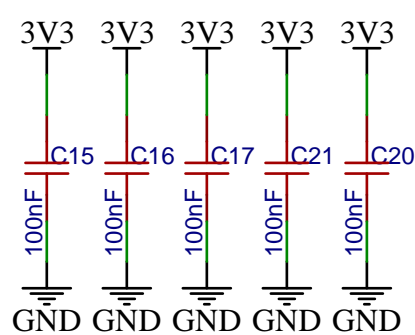 3V3 3V3 3V3 3V3 3V3
C15 C16 C17 C21 C20
100nF 100nF 100nF 100nF 100nF
GND GND GND GND GND